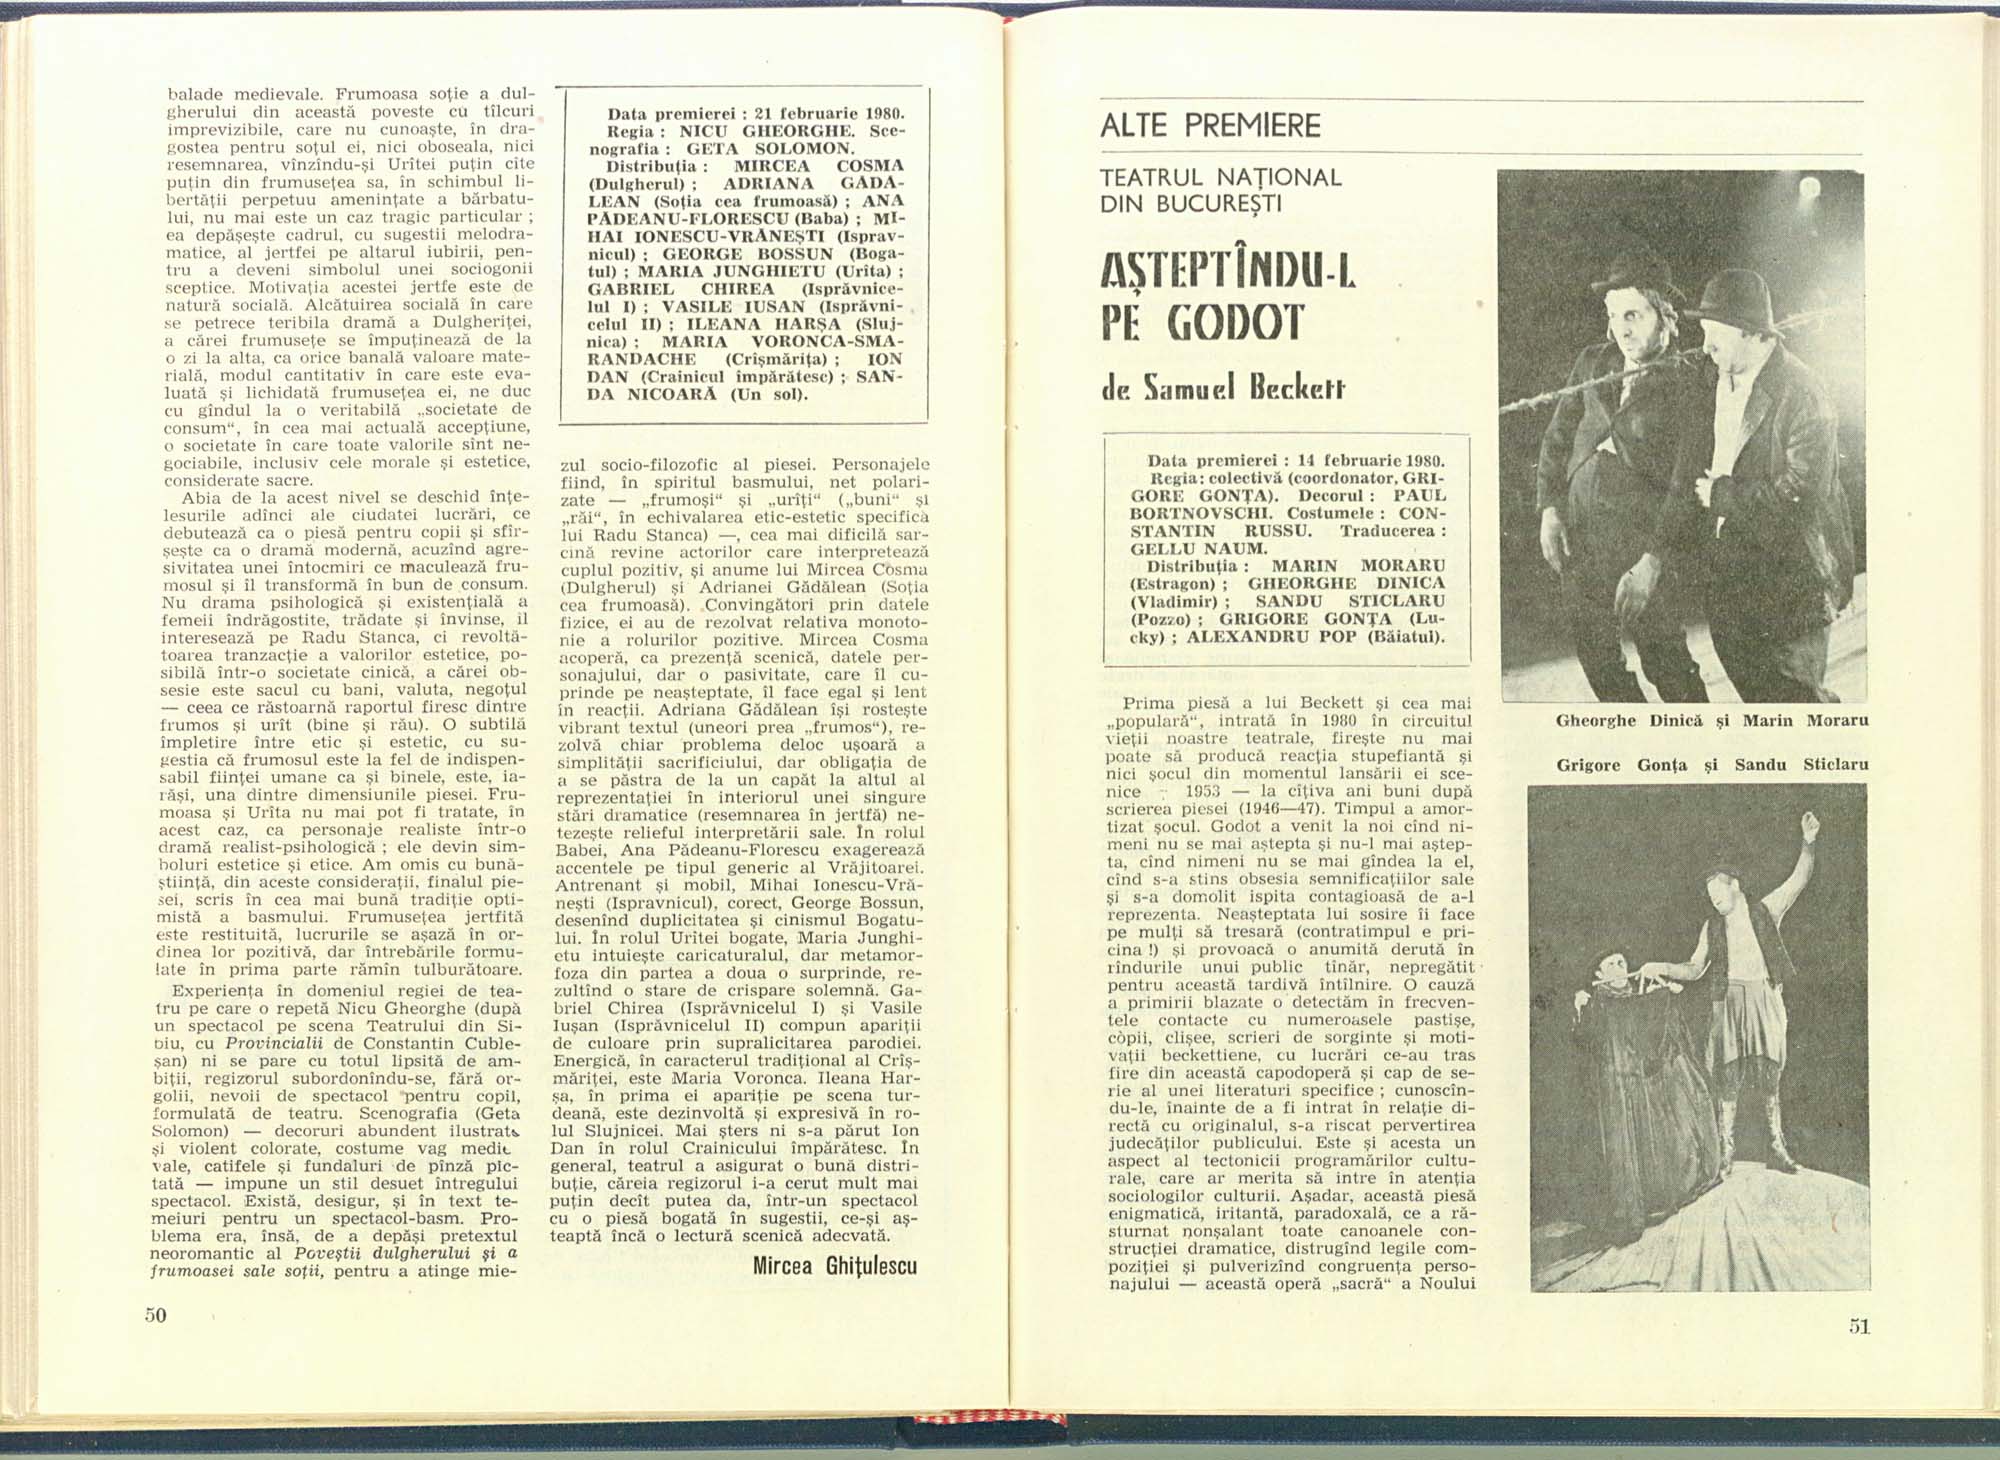 balade medievale. Frumoasa soție a dul-
gherului din această poveste cu tîlcuri
imprevizibile, care nu cunoaște, în dra-
gostea pentru soțul ei, nici oboseala, nici
resemnarea, vînzîndu-și Urîtei puțin cîte
puțin din frumusețea sa, în schimbul li-
bertății perpetuu amenințate a bărbatu-
lui, nu mai este un caz tragic particular ;
ea depășește cadrul, cu sugestii melodra-
matice, al jertfei pe altarul iubirii, pen-
tru a deveni simbolul unei sociogonii
sceptice. Motivația acestei jertfe este de
natură socială. Alcătuirea socială în care
se petrece teribila dramă a Dulgheriței,
a cărei frumusețe se împuținează de la
o zi la alta, ca orice banală valoare mate-
rială, modul cantitativ în care este eva-
luată și lichidată frumusețea ei, ne duc
cu gîndul la o veritabilă „societate de
consum“, în cea mai actuală accepțiune,
o societate în care toate valorile sînt ne-
gociabile, inclusiv cele morale și estetice,
considerate sacre.
Abia de la acest nivel se deschid înțe-
lesurile adînci ale ciudatei lucrări, ce
debutează ca o piesă pentru copii și sfîr-
șește ca o dramă modernă, acuzînd agre-
sivitatea unei întocmiri ce maculează fru-
mosul și îl transformă în bun de consum.
Nu drama psihologică și existențială a
femeii îndrăgostite, trădate și învinse, îl
interesează pe Radu Stanca, ci revoltă-
toarea tranzacție a valorilor estetice, po-
sibilă într-o societate cinică, a cărei ob-
sesie este sacul cu bani, valuta, negoțul
— ceea ce răstoarnă raportul firesc dintre
frumos și urît (bine și rău). O subtilă
împletire între etic și estetic, cu su-
gestia că frumosul este la fel de indispen-
sabil ființei umane ca și binele, este, ia-
răși, una dintre dimensiunile piesei. Fru-
moasa și Urîta nu mai pot fi tratate, în
acest caz, ca personaje realiste într-o
dramă realist-psihologică ; ele devin sim-
boluri estetice și etice. Am omis cu bună-
știință, din aceste considerații, finalul pie-
sei, scris în cea mai bună tradiție opti-
mistă a basmului. Frumusețea jertfită
este restituită, lucrurile se așază în or-
dinea lor pozitivă, dar întrebările formu-
late în prima parte rămîn tulburătoare.
Experiența în domeniul regiei de tea-
tru pe care o repetă Nicu Gheorghe (după
un spectacol pe scena Teatrului din Si-
biu, cu Provincialii de Constantin Cuble-
șan) ni se pare cu totul lipsită de am-
biții, regizorul subordonîndu-se, fără or-
golii, nevoii de spectacol pentru copil,
formulată de teatru. Scenografia (Geta
Solomon) — decoruri abundent ilustrate
și violent colorate, costume vag medie-
vale, catifele și fundaluri de pînză pic-
tată — impune un stil desuet întregului
spectacol. Există, desigur, și în text te-
meiuri pentru un spectacol-basm. Pro-
blema era, însă, de a depăși pretextul
neoromantic al Poveștii dulgherului și a
frumoasei sale soții, pentru a atinge mie-
50
Data premierei : 21 februarie 1980.
Regia : NICU GHEORGHE. Sce-
nografia : GETA SOLOMON.
Distribuția : MIRCEA COSMA
(Dulgherul) ; ADRIANA GĂDĂ-
LEAN (Soția cea frumoasă) ; ANA
PĂDEANU-FLORESCU (Baba) ; MI-
HAI IONESCU-VRĂNEȘTI (Isprav-
nicul) ; GEORGE BOSSUN (Boga-
tul) ; MARIA JUNGHIETU (Urîta) ;
GABRIEL CHIREA (Isprăvnice-
lul I) ; VASILE IUSAN (Isprăvni-
celul II) ; ILEANA HARȘA (Sluj-
nica) ; MARIA VORONCA-SMA-
RANDACHE (Crîșmărița) ; ION
DAN (Crainicul împărătesc) ; SAN-
DA NICOARĂ (Un sol).
zul socio-filozofic al piesei. Personajele
fiind, în spiritul basmului, net polari-
zate — „frumoși“ și „urîți“ („buni“ și
„răi“, în echivalarea etic-estetic specifică
lui Radu Stanca) —, cea mai dificilă sar-
cină revine actorilor care interpretează
cuplul pozitiv, și anume lui Mircea Cosma
(Dulgherul) și Adrianei Gădălean (Soția
cea frumoasă). Convingători prin datele
fizice, ei au de rezolvat relativa monoto-
nie a rolurilor pozitive. Mircea Cosma
acoperă, ca prezență scenică, datele per-
sonajului, dar o pasivitate, care îl cu-
prinde pe neașteptate, îl face egal și lent
în reacții. Adriana Gădălean își rostește
vibrant textul (uneori prea „frumos“), re-
zolvă chiar problema deloc ușoară a
simplității sacrificiului, dar obligația de
a se păstra de la un capăt la altul al
reprezentației în interiorul unei singure
stări dramatice (resemnarea în jertfă) ne-
tezește relieful interpretării sale. În rolul
Babei, Ana Pădeanu-Florescu exagerează
accentele pe tipul generic al Vrăjitoarei.
Antrenant și mobil, Mihai Ionescu-Vră-
nești (Ispravnicul), corect, George Bossun,
desenînd duplicitatea și cinismul Bogatu-
lui. În rolul Urîtei bogate, Maria Junghi-
etu intuiește caricaturalul, dar metamor-
foza din partea a doua o surprinde, re-
zultînd o stare de crispare solemnă. Ga-
briel Chirea (Isprăvnicelul I) și Vasile
Iușan (Isprăvnicelul II) compun apariții
de culoare prin supralicitarea parodiei.
Energică, în caracterul tradițional al Crîș-
măriței, este Maria Voronca. Ileana Har-
șa, în prima ei apariție pe scena tur-
deană, este dezinvoltă și expresivă în ro-
lul Slujnicei. Mai șters ni s-a părut Ion
Dan în rolul Crainicului împărătesc. În
general, teatrul a asigurat o bună distri-
buție, căreia regizorul i-a cerut mult mai
puțin decît putea da, într-un spectacol
cu o piesă bogată în sugestii, ce-și aș-
teaptă încă o lectură scenică adecvată.
Mircea Ghițulescu
ALTE PREMIERE
TEATRUL NAȚIONAL
DIN BUCUREȘTI
AȘTEPTÎNDU-L
PE GODOT
de Samuel Beckett
Data premierei : 14 februarie 1980.
Regia : colectivă (coordonator, GRI-
GORE GONȚA). Decorul : PAUL
BORTNOVSCHI. Costumele : CON-
STANTIN RUSSU. Traducerea :
GELLU NAUM.
Distribuția : MARIN MORARU
(Estragon) ; GHEORGHE DINICĂ
(Vladimir) ; SANDU STICLARU
(Pozzo) ; GRIGORE GONȚA (Lu-
cky) ; ALEXANDRU POP (Băiatul).
Prima piesă a lui Beckett și cea mai
„populară“, intrată în 1980 în circuitul
vieții noastre teatrale, firește nu mai
poate să producă reacția stupefiantă și
nici șocul din momentul lansării ei sce-
nice — 1953 — la cîțiva ani buni după
scrierea piesei (1946—47). Timpul a amor-
tizat șocul. Godot a venit la noi cînd ni-
meni nu se mai aștepta și nu-l mai aștep-
ta, cînd nimeni nu se mai gîndea la el,
cînd s-a stins obsesia semnificațiilor sale
și s-a domolit ispita contagioasă de a-l
reprezenta. Neașteptata lui sosire îi face
pe mulți să tresară (contratimpul e pri-
cina !) și provoacă o anumită derută în
rîndurile unui public tînăr, nepregătit
pentru această tardivă întîlnire. O cauză
a primirii blazate o detectăm în frecven-
tele contacte cu numeroasele pastișe,
còpii, clișee, scrieri de sorginte și moti-
vații beckettiene, cu lucrări ce-au tras
fire din această capodoperă și cap de se-
rie al unei literaturi specifice ; cunoscîn-
du-le, înainte de a fi intrat în relație di-
rectă cu originalul, s-a riscat pervertirea
judecăților publicului. Este și acesta un
aspect al tectonicii programărilor cultu-
rale, care ar merita să intre în atenția
sociologilor culturii. Așadar, această piesă
enigmatică, iritantă, paradoxală, ce a ră-
sturnat nonșalant toate canoanele con-
strucției dramatice, distrugînd legile com-
poziției și pulverizînd congruența perso-
najului — această operă „sacră“ a Noului
Gheorghe Dinică și Marin Moraru
Grigore Gonța și Sandu Sticlaru
51